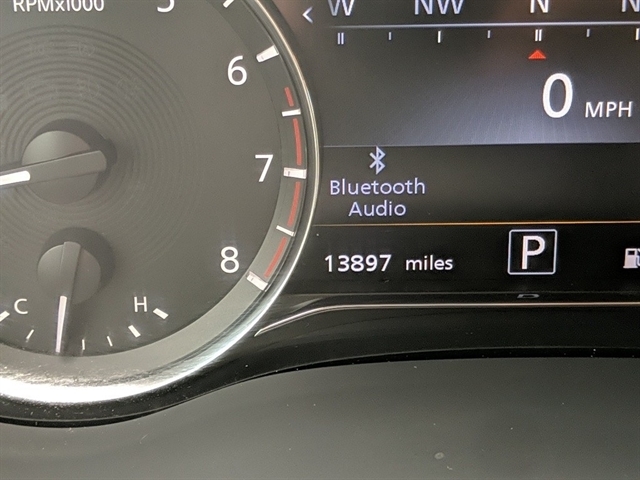 RPMx1000
5
W NW N N
6
0 MPH
7
Bluetooth
Audio
8
13897 miles
P
C H